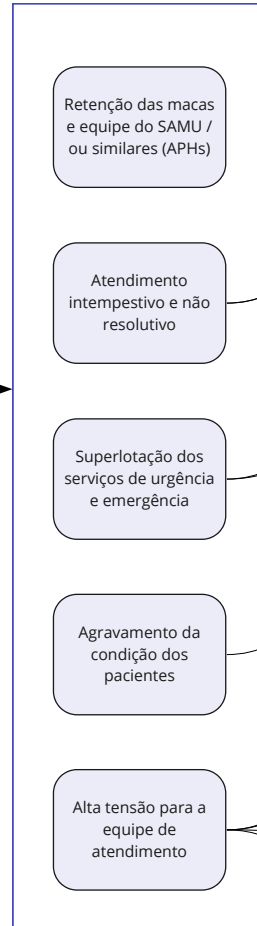 Retenção das macas
e equipe do SAMU /
ou similares (APHs)
Atendimento
intempestivo e não
resolutivo
Superlotação dos
serviços de urgência
e emergência
Agravamento da
condição dos
pacientes
Alta tensão para a
equipe de
atendimento